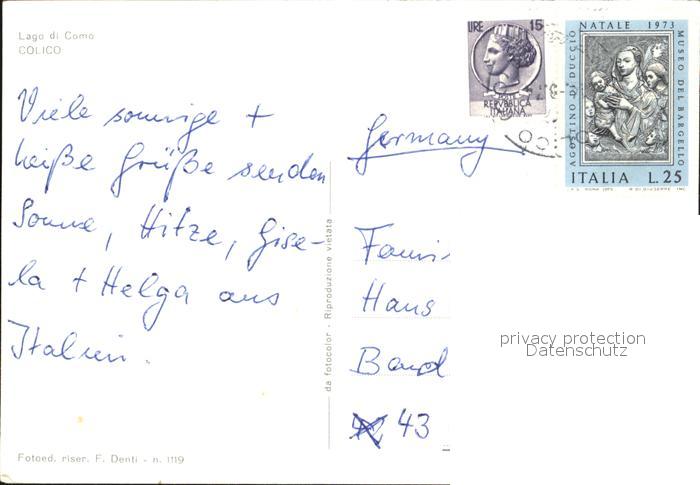 Lago di Como
COLICO
Viele sonnige +
heiße Grüße senden
Sonne, Hitze, Gise-
la + Helga aus
Italien.
Fotoed. riser. F. Denti - n. 1119
da fotocolor - Riproduzione vietata
LIRE 15
REPVBBLICA
ITALIANA
NATALE 1973
AGOSTINO DI DUCCIO
MUSEO DEL BARGELLO
ITALIA L.25
Germany
Fami
Hans
Band
43
privacy protection
Datenschutz